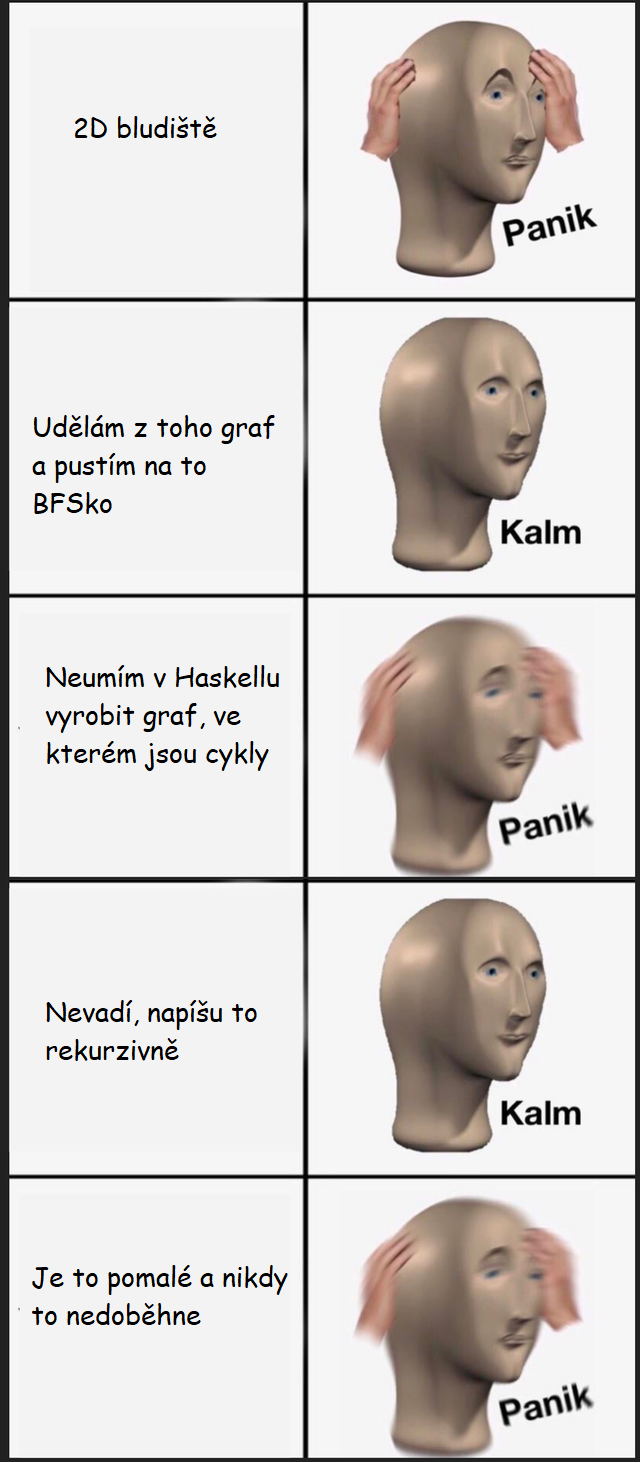 2D bludiště
Panik
Udělám z toho graf
a pustím na to
BFSko
Kalm
Neumím v Haskellu
vyrobit graf, ve
kterém jsou cykly
Panik
Nevadí, napíšu to
rekurzivně
Kalm
Je to pomalé a nikdy
to nedoběhne
Panik